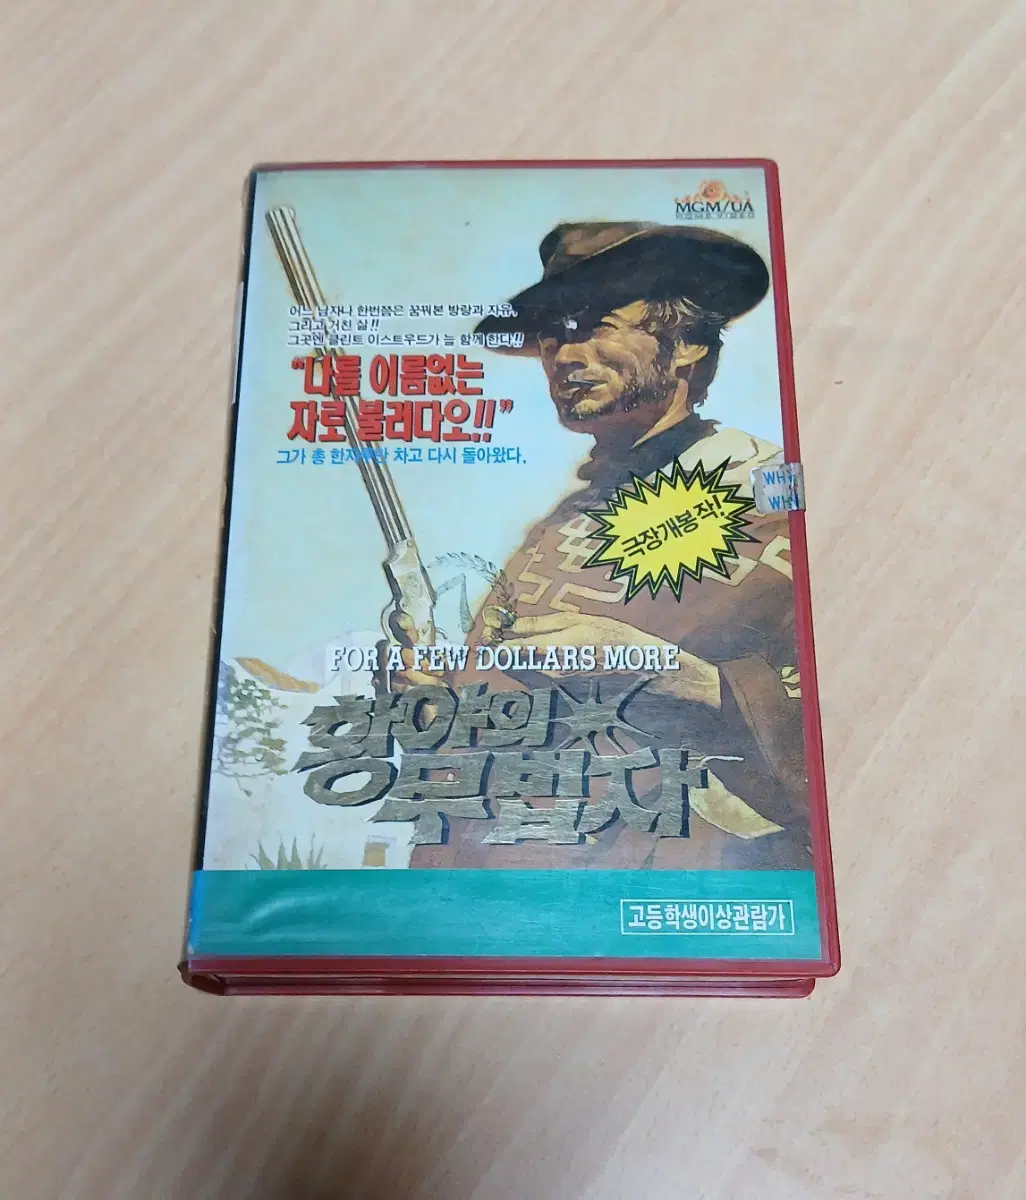 MGM/UA
HOME VIDEO
어느 남자나 한번쯤은 꿈꿔본 방랑과 자유,
그리고 거친 삶!!
그곳엔 클린트 이스트우드가 늘 함께 한다!!
"나를 이름없는
자로 불러다오!!"
그가 총 한자루만 차고 다시 돌아왔다.
WH
WH
극장개봉작!
FOR A FEW DOLLARS MORE
황야의
무법자
고등학생이상관람가